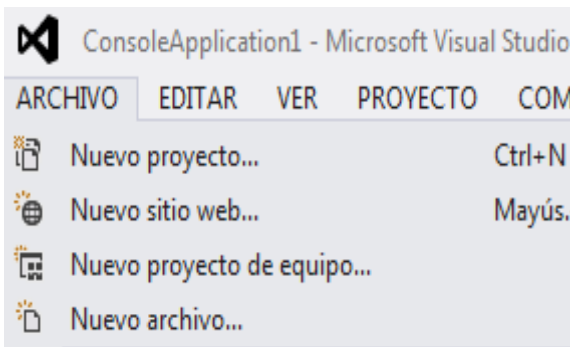 ConsoleApplication1 - Microsoft Visual Studio
ARCHIVO EDITAR VER PROYECTO COM
Nuevo proyecto... Ctrl+N
Nuevo sitio web... Mayús.
Nuevo proyecto de equipo...
Nuevo archivo...